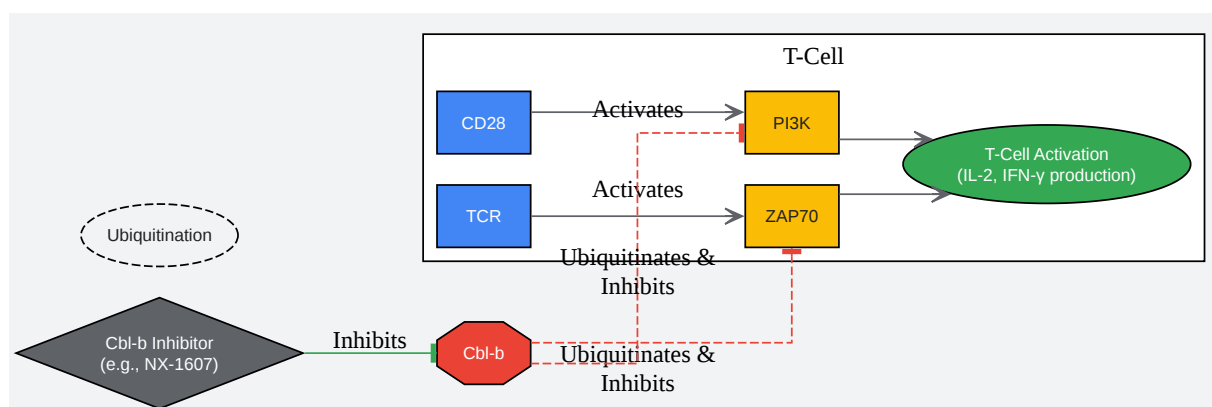 T-Cell
CD28
Activates
PI3K
T-Cell Activation
(IL-2, IFN-γ production)
TCR
Activates
ZAP70
Ubiquitination
Ubiquitinates &
Inhibits
Cbl-b Inhibitor
(e.g., NX-1607)
Inhibits
Cbl-b
Ubiquitinates &
Inhibits